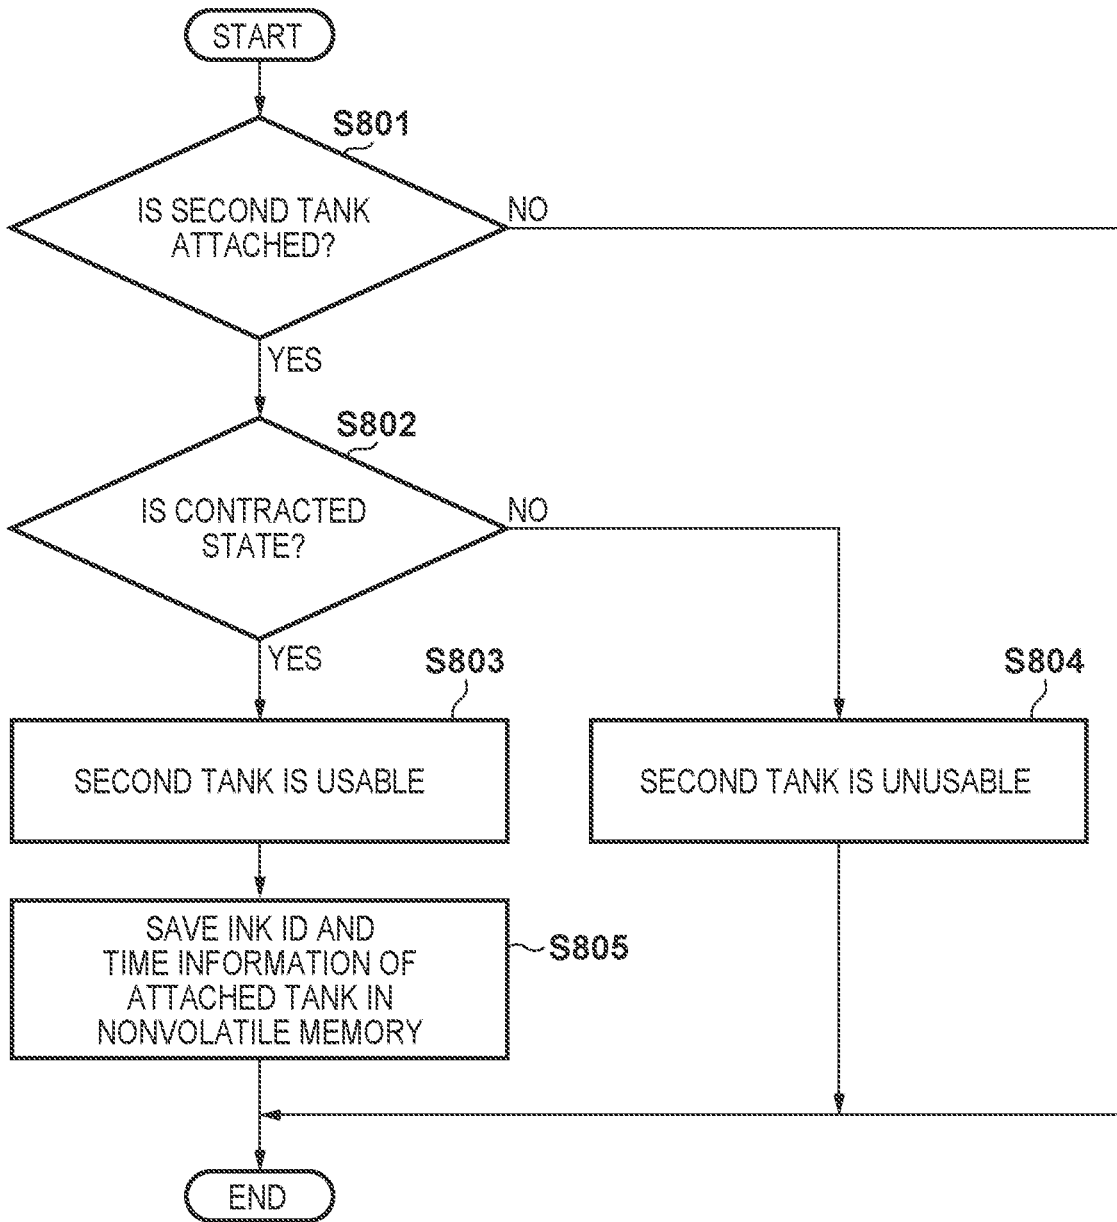 START
S801
IS SECOND TANK
ATTACHED?
NO
YES
S802
IS CONTRACTED
STATE?
NO
YES
S803
S804
SECOND TANK IS USABLE
SECOND TANK IS UNUSABLE
SAVE INK ID AND
TIME INFORMATION OF
ATTACHED TANK IN
NONVOLATILE MEMORY
S805
END